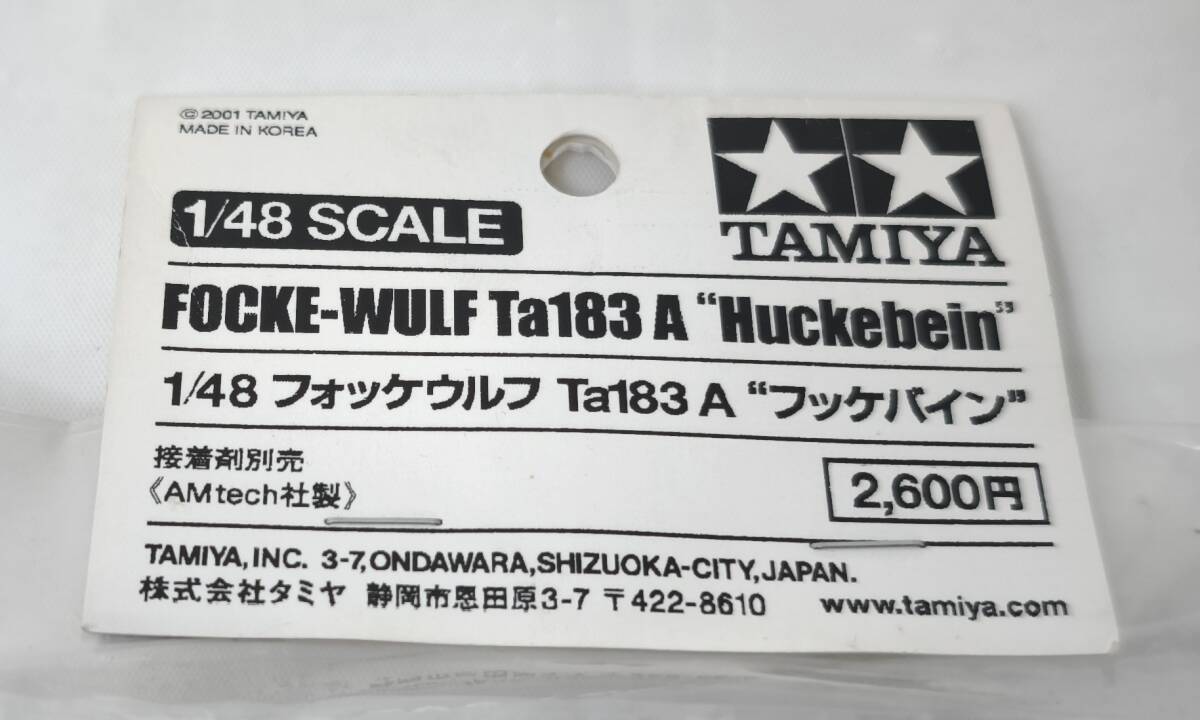 © 2001 TAMIYA
MADE IN KOREA
TAMIYA
1/48 SCALE
FOCKE-WULF Ta183 A “Huckebein”
1/48 フォッケウルフ Ta183 A “フッケバイン”
接着剤別売
《AMtech社製》
2,600円
TAMIYA, INC. 3-7, ONDAWARA, SHIZUOKA-CITY, JAPAN.
株式会社タミヤ 静岡市恩田原3-7 〒422-8610 www.tamiya.com